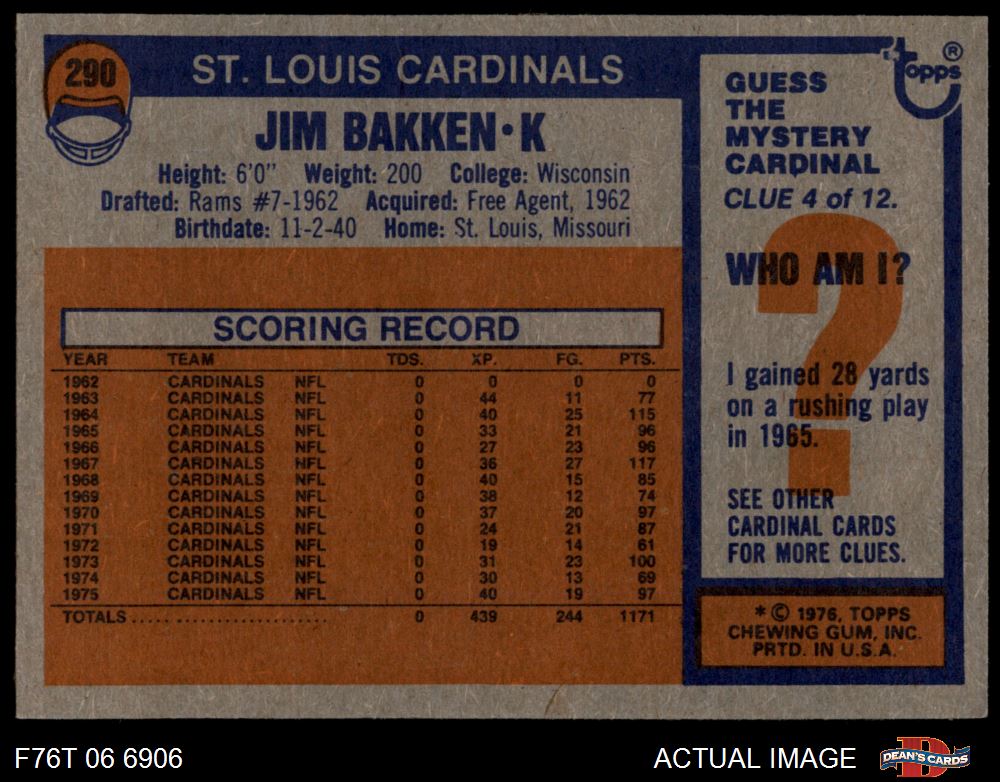 290
ST. LOUIS CARDINALS
JIM BAKKEN • K
Height: 6'0" Weight: 200 College: Wisconsin
Drafted: Rams #7-1962 Acquired: Free Agent, 1962
Birthdate: 11-2-40 Home: St. Louis, Missouri
SCORING RECORD
YEAR TEAM TDS. XP. FG. PTS.
1962 CARDINALS NFL 0 0 0 0
1963 CARDINALS NFL 0 44 11 77
1964 CARDINALS NFL 0 40 25 115
1965 CARDINALS NFL 0 33 21 96
1966 CARDINALS NFL 0 27 23 96
1967 CARDINALS NFL 0 36 27 117
1968 CARDINALS NFL 0 40 15 85
1969 CARDINALS NFL 0 38 12 74
1970 CARDINALS NFL 0 37 20 97
1971 CARDINALS NFL 0 24 21 87
1972 CARDINALS NFL 0 19 14 61
1973 CARDINALS NFL 0 31 23 100
1974 CARDINALS NFL 0 30 13 69
1975 CARDINALS NFL 0 40 19 97
TOTALS........................ 0 439 244 1171
Topps ®
GUESS
THE
MYSTERY
CARDINAL
CLUE 4 of 12.
?
WHO AM I?
I gained 28 yards
on a rushing play
in 1965.
SEE OTHER
CARDINAL CARDS
FOR MORE CLUES.
* © 1976, TOPPS
CHEWING GUM, INC.
PRTD. IN U.S.A.
F76T 06 6906
ACTUAL IMAGE
D
DEAN'S CARDS